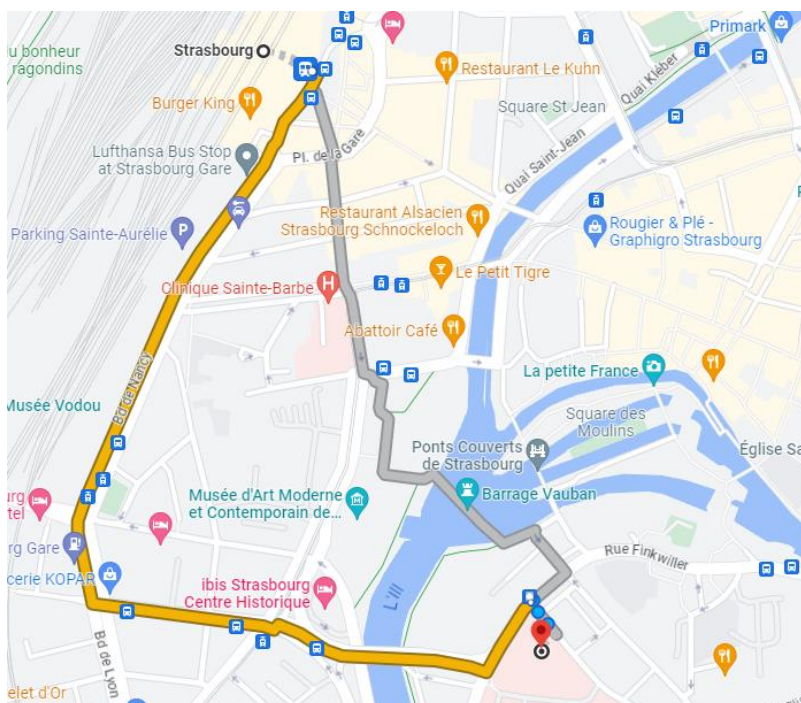 u bonheur
ragondins
Strasbourg
Primark
Restaurant Le Kuhn
Quai Kléber
Burger King
Square St Jean
Pl. de la Gare
Lufthansa Bus Stop
at Strasbourg Gare
Quai Saint-Jean
Parking Sainte-Aurélie
P
Restaurant Alsacien
Strasbourg Schnockeloch
Rougier & Plé -
Graphigro Strasbourg
Le Petit Tigre
Clinique Sainte-Barbe
H
Abattoir Café
Bd de Nancy
La petite France
Musée Vodou
Square des
Moulins
Ponts Couverts
de Strasbourg
Église Sa
Musée d'Art Moderne
et Contemporain de...
Barrage Vauban
urg
tel
rg Gare
Rue Finkwiller
cerie KOPAR
ibis Strasbourg
Centre Historique
L'Ill
Bd de Lyon
elet d'Or